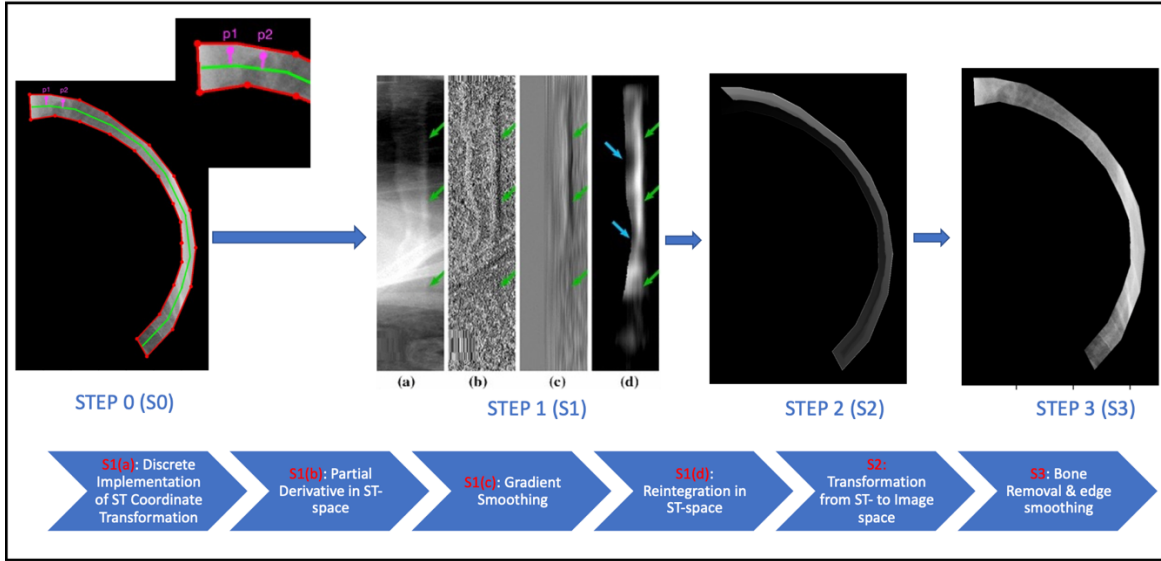 p1
p2
p1
p2
(a)
(b)
(c)
(d)
STEP 0 (S0)
STEP 1 (S1)
STEP 2 (S2)
STEP 3 (S3)
S1(a): Discrete
Implementation
of ST Coordinate
Transformation
S1(b): Partial
Derivative in ST-
space
S1(c): Gradient
Smoothing
S1(d):
Reintegration in
ST-space
S2:
Transformation
from ST- to Image
space
S3: Bone
Removal & edge
smoothing